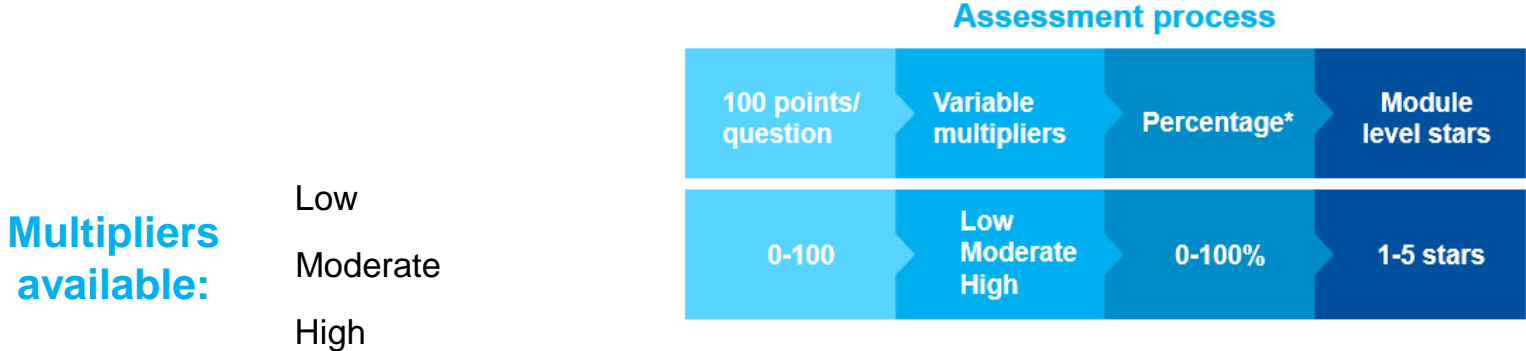 Assessment process
100 points/
question
Variable
multipliers
Percentage*
Module
level stars
0-100
Low
Moderate
High
0-100%
1-5 stars
Multipliers
available:
Low
Moderate
High